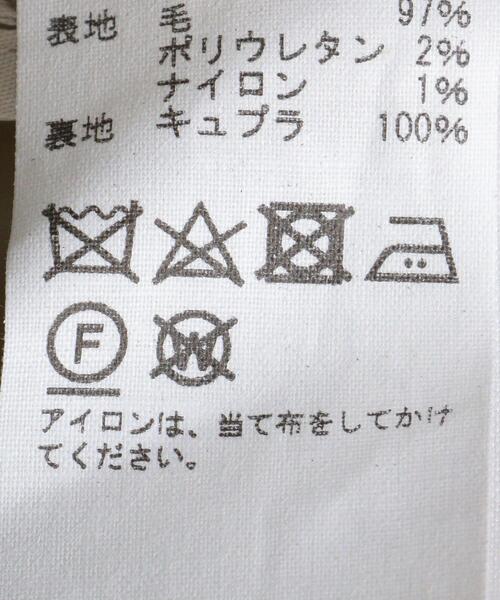 表地 毛 97%
ポリウレタン 2%
ナイロン 1%
裏地 キュプラ 100%
F W
アイロンは、当て布をしてかけ
てください。